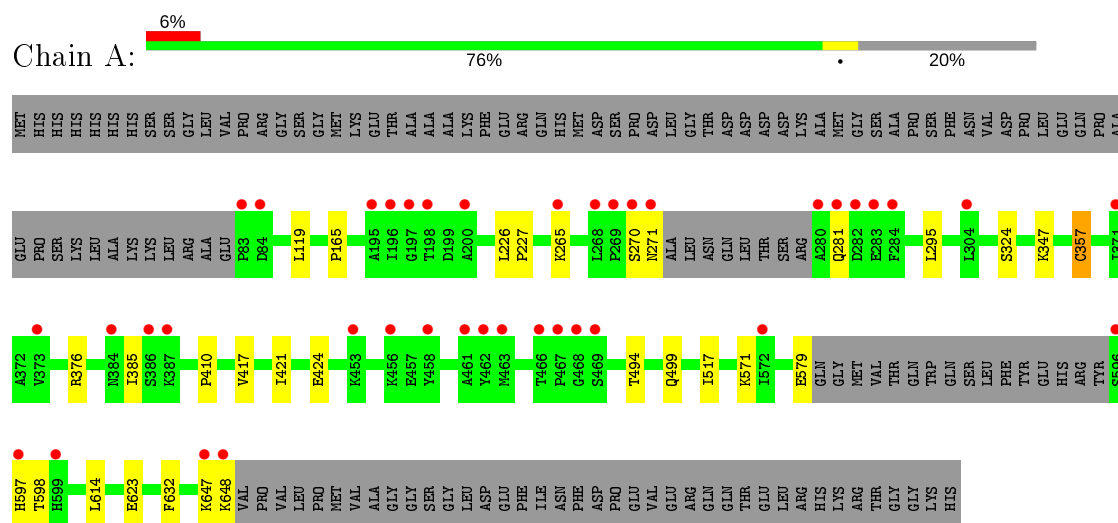 6%
Chain A:
76% • 20%
MET HIS HIS HIS HIS HIS HIS SER SER GLY LEU VAL PRO ARG GLY SER GLY MET LYS GLU THR ALA ALA ALA LYS PHE GLU ARG GLN HIS MET ASP SER PRO ASP LEU GLY THR ASP ASP ASP ASP LYS ALA MET GLY SER ALA PRO SER PHE ASN VAL ASP PRO LEU GLU GLN PRO ALA
GLU PRO SER LYS LEU ALA LYS LYS LEU ARG ALA GLU P83 D84 L119 P165 A195 I196 G197 T198 D199 A200 L226 P227 K265 L268 P269 S270 N271 ALA LEU ASN GLN LEU THR SER ARG A280 Q281 D282 E283 F284 L295 L304 S324 K347 C357 I371
A372 V373 R376 N384 I385 S386 K387 P410 V417 I421 E424 K453 K456 E457 Y458 A461 Y462 M463 T466 P467 G468 S469 T494 Q499 I517 K571 I572 E579 GLN GLY MET VAL THR GLN TRP GLN SER LEU PHE TYR GLU HIS ARG TYR S596
H597 T598 H599 L614 E623 F632 K647 K648 VAL PRO VAL LEU PRO MET VAL ALA GLY GLY SER GLY LEU ASP GLU PHE ILE ASN PHE ASP PRO GLU VAL GLU ARG GLN GLN THR GLU LEU ARG HIS LYS ARG THR GLY GLY LYS HIS